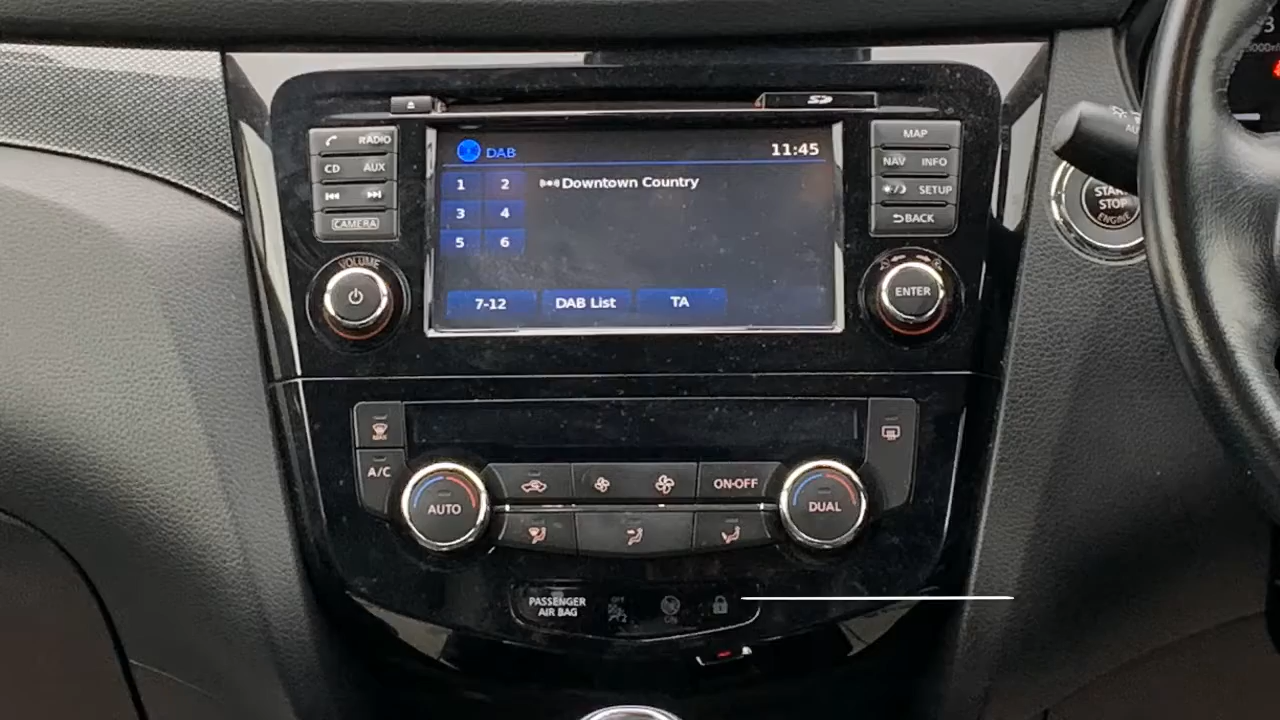 SD
RADIO
CD AUX
CAMERA
VOLUME
DAB 11:45
1 2 Downtown Country
3 4
5 6
7-12 DAB List TA
MAP
NAV INFO
SETUP
BACK
ENTER
START
STOP
ENGINE
MAX
A/C
AUTO
ON·OFF
DUAL
PASSENGER
AIR BAG
OFF
ON